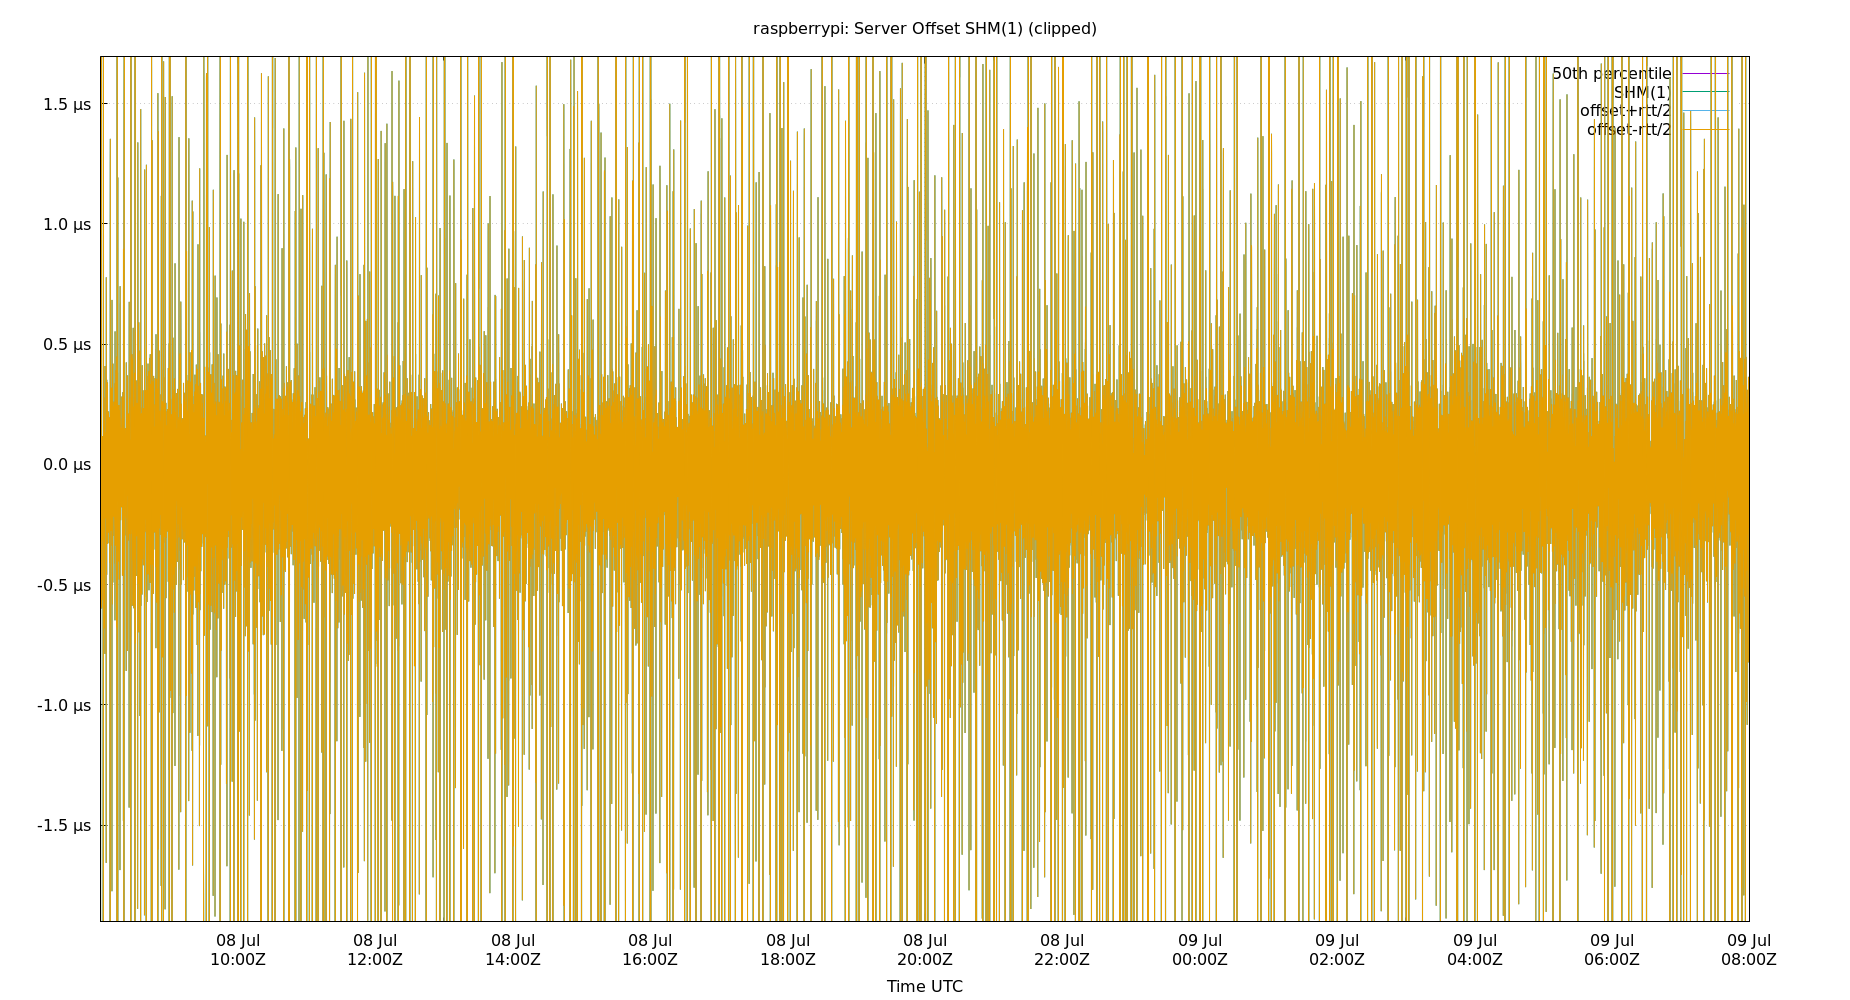 raspberrypi: Server Offset SHM(1) (clipped)
50th percentile
SHM(1)
offset+rtt/2
offset-rtt/2
1.5 µs
1.0 µs
0.5 µs
0.0 µs
-0.5 µs
-1.0 µs
-1.5 µs
08 Jul 08 Jul 08 Jul 08 Jul 08 Jul 08 Jul 08 Jul 09 Jul 09 Jul 09 Jul 09 Jul 09 Jul
10:00Z 12:00Z 14:00Z 16:00Z 18:00Z 20:00Z 22:00Z 00:00Z 02:00Z 04:00Z 06:00Z 08:00Z
Time UTC